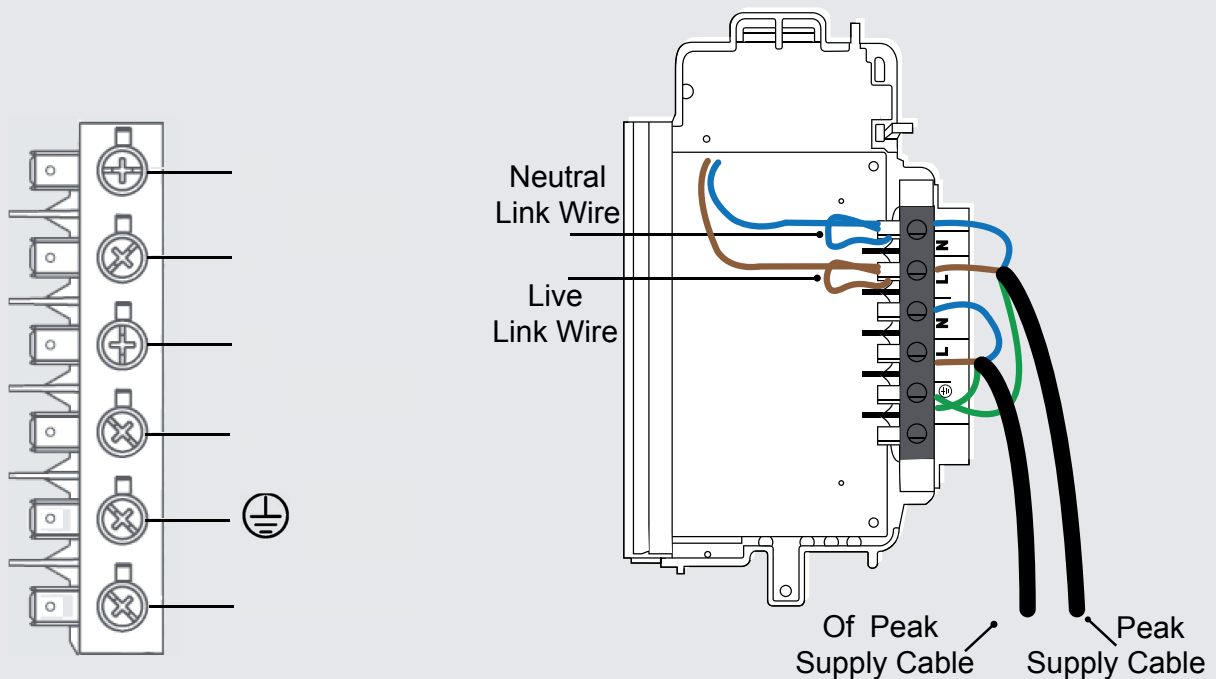 Neutral
Link Wire
Live
Link Wire
N
L
N
L
Of Peak
Supply Cable
Peak
Supply Cable